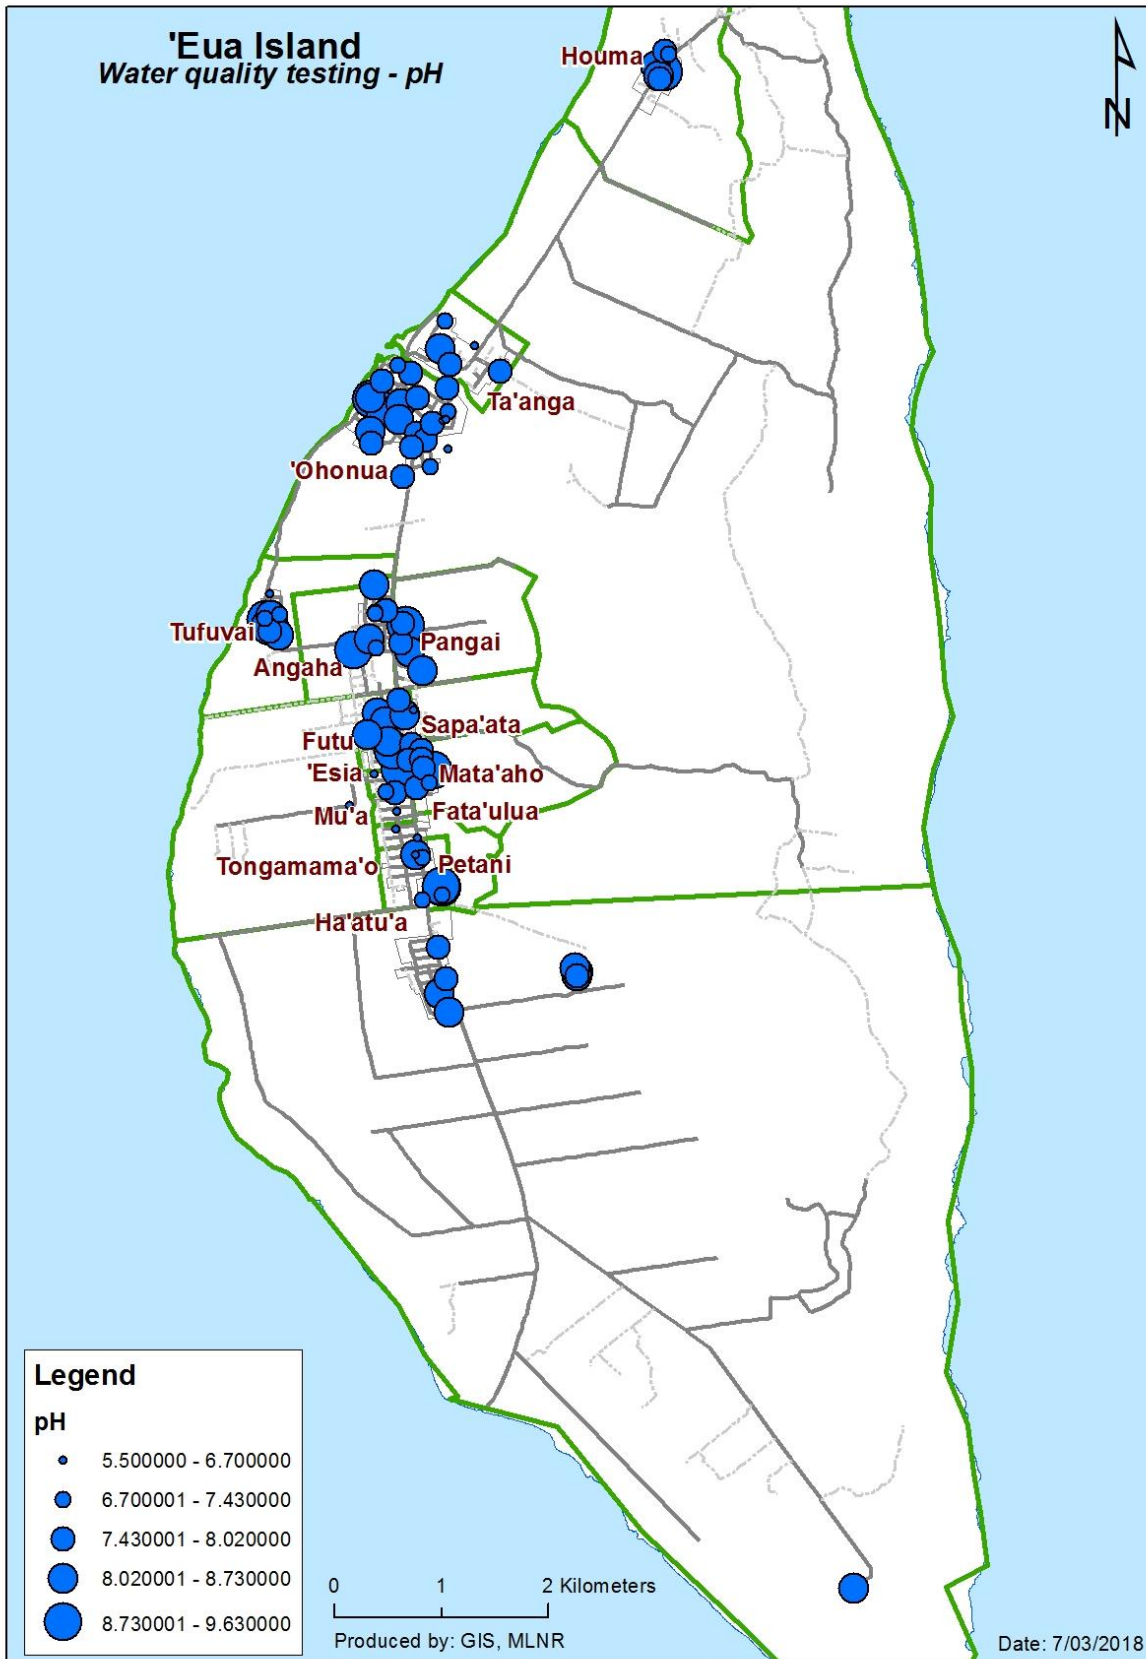 'Eua Island
Water quality testing - pH
Houma
N
Ta'anga
'Ohonua
Tufuvai
Pangai
Angaha
Sapa'ata
Futu
'Esia
Mata'aho
Mu'a
Fata'ulua
Tongamama'o
Petani
Ha'atu'a
Legend
pH
5.500000 - 6.700000
6.700001 - 7.430000
7.430001 - 8.020000
8.020001 - 8.730000
8.730001 - 9.630000
0 1 2 Kilometers
Produced by: GIS, MLNR
Date: 7/03/2018